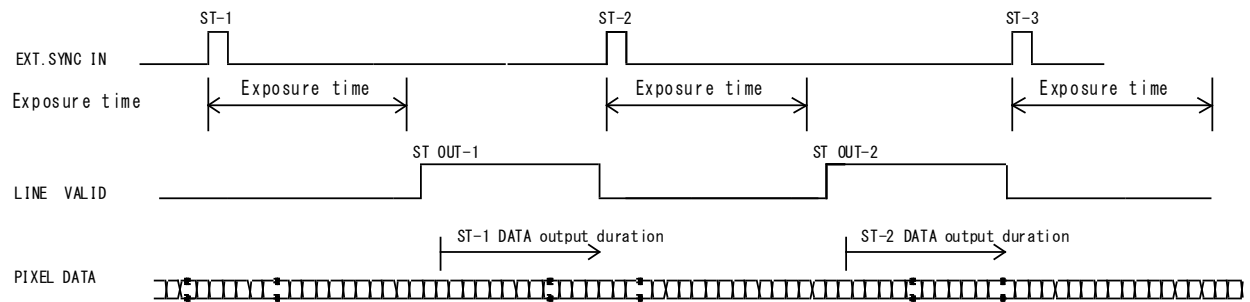 ST-1 ST-2 ST-3
EXT.SYNC IN
Exposure time Exposure time Exposure time Exposure time
ST OUT-1 ST OUT-2
LINE VALID
ST-1 DATA output duration ST-2 DATA output duration
PIXEL DATA